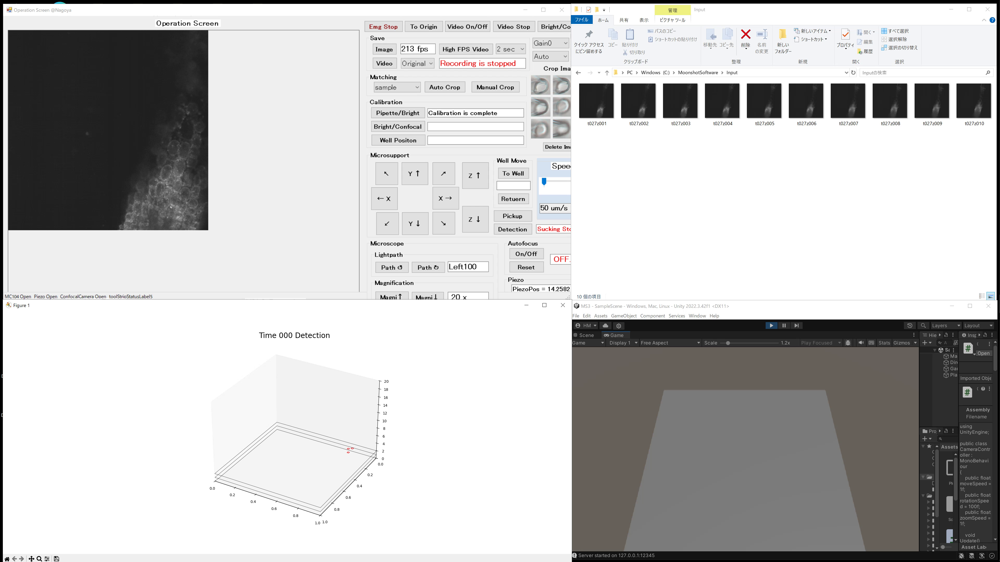 Operation Screen @Nagoya
Operation Screen
Emg Stop
To Origin
Video On/Off
Video Stop
Bright/Co
Save
Image
213 fps
High FPS Video
2 sec
Gain0
Video
Original
Recording is stopped
Auto
Crop Ima
Matching
sample
Auto Crop
Manual Crop
Calibration
Pipette/Bright
Calibration is complete
Bright/Confocal
Well Positon
Delete Ima
Microsupport
↖
Y ↑
↗
Z ↑
← X
X →
↙
Y ↓
↘
Z ↓
Well Move
To Well
Retuern
Pickup
Detection
Spee
50 um/s
Sucking Sto
Microscope
Lightpath
Path ↺
Path ↻
Left100
Magnification
Magni↑
Magni↓
20 x
Autofocus
On/Off
OFF.
Reset
Piezo
PiezoPos = 14.2582
MC104 Open Piezo Open ConfocalCamera Open toolStripStatusLabel5
管理
Input
ファイル
ホーム
共有
表示
ピクチャ ツール
クイック アクセス
にピン留めする
コピー
貼り付け
パスのコピー
ショートカットの貼り付け
切り取り
クリップボード
移動先
コピー先
削除
名前
の変更
整理
新しい
フォルダー
新しいアイテム
ショートカット
新規
プロパティ
開く
編集
履歴
開く
すべて選択
選択解除
選択の切り替え
選択
PC > Windows (C:) > MoonshotSoftware > Input
Inputの検索
t027z001
t027z002
t027z003
t027z004
t027z005
t027z006
t027z007
t027z008
t027z009
t027z010
10 個の項目
Figure 1
Time 000 Detection
20
18
16
14
12
10
8
6
4
2
0
0.0
0.2
0.4
0.6
0.8
1.0
0.0
0.2
0.4
0.6
0.8
1.0
MS3 - SampleScene - Windows, Mac, Linux - Unity 2022.3.42f1 <DX11>
File Edit Assets GameObject Component Services Window Help
HM
Layers
Layout
Scene
Game
Hie
Insp
Game
Display 1
Free Aspect
Scale
1.2x
Play Focused
Stats
Gizmos
Ma
Dir
Ga
Pla
Open
Imported Obje
Assembly
Filename
Pro
Assets
using
UnityEngine;
public class
CameraContr
oller :
MonoBehavi
our
{
public float
moveSpeed =
1f;
public float
rotationSpee
d = 100f;
public float
zoomSpeed =
1f;
void
Update()
Sc
Asset Lab
Server started on 127.0.0.1:12345